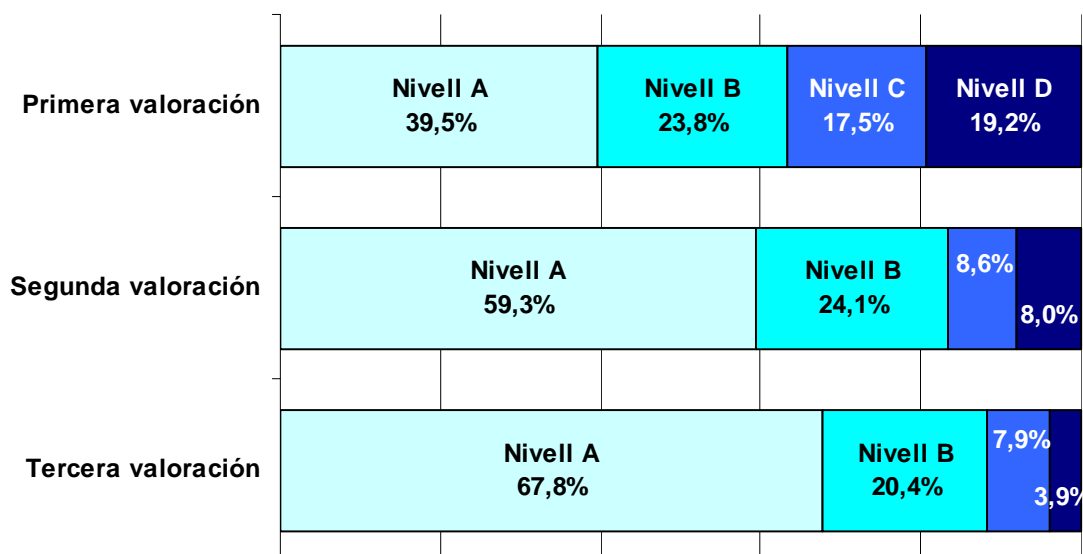 Primera valoración
Nivell A
39,5%
Nivell B
23,8%
Nivell C
17,5%
Nivell D
19,2%
Segunda valoración
Nivell A
59,3%
Nivell B
24,1%
8,6%
8,0%
Tercera valoración
Nivell A
67,8%
Nivell B
20,4%
7,9%
3,9%